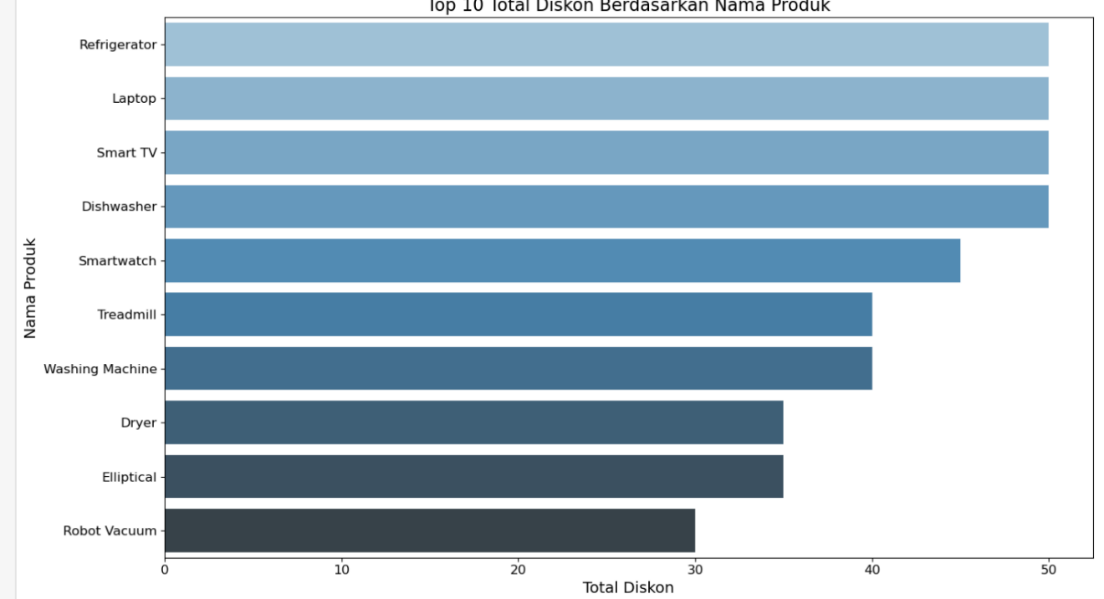 Top 10 Total Diskon Berdasarkan Nama Produk
Refrigerator
Laptop
Smart TV
Dishwasher
Smartwatch
Treadmill
Washing Machine
Dryer
Elliptical
Robot Vacuum
Nama Produk
0 10 20 30 40 50
Total Diskon